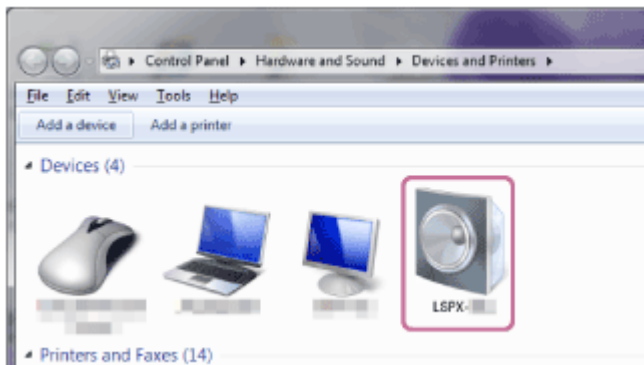 Control Panel ▸ Hardware and Sound ▸ Devices and Printers ▸
File Edit View Tools Help
Add a device Add a printer
Devices (4)
LSPX-
Printers and Faxes (14)